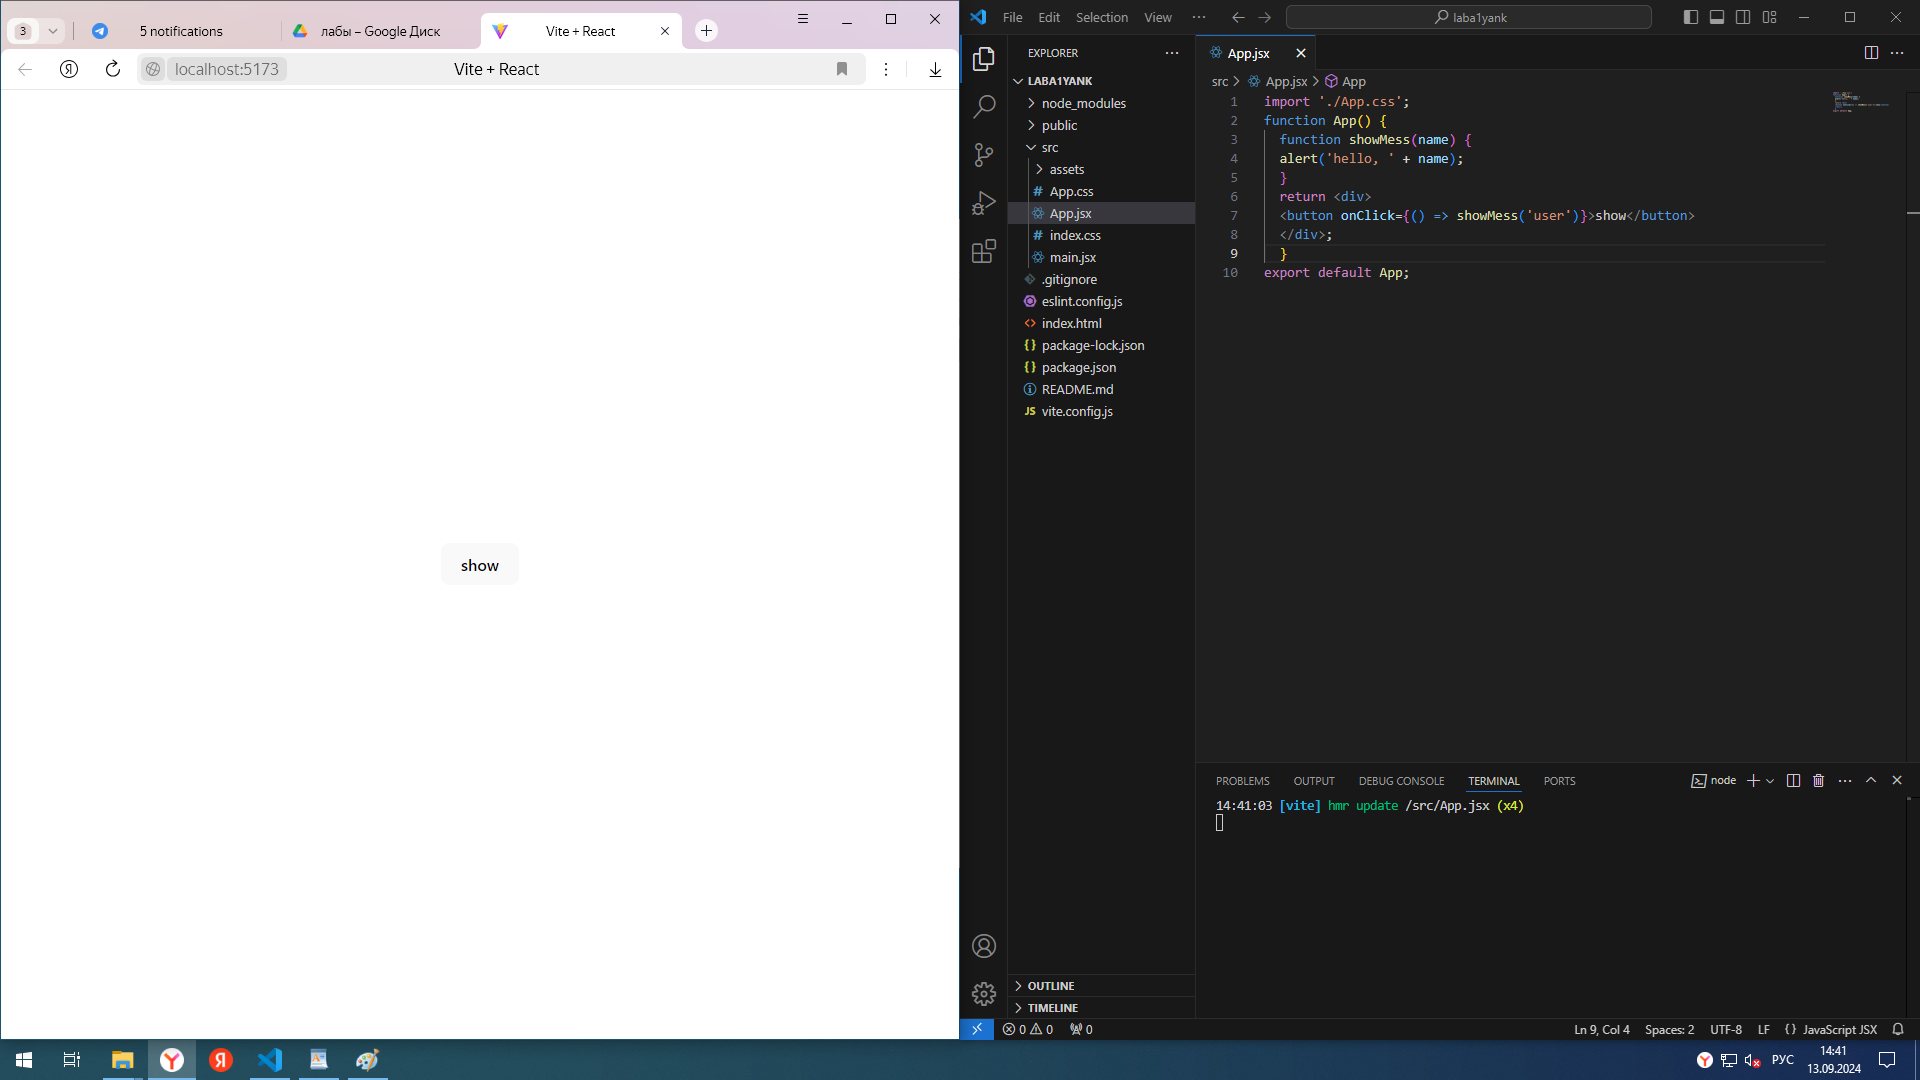 3
5 notifications
лабы – Google Диск
Vite + React
localhost:5173
Vite + React
show
File
Edit
Selection
View
laba1yank
EXPLORER
LABA1YANK
node_modules
public
src
assets
App.css
App.jsx
index.css
main.jsx
.gitignore
eslint.config.js
index.html
package-lock.json
package.json
README.md
vite.config.js
OUTLINE
TIMELINE
App.jsx
src > App.jsx > App
1 import './App.css';
2 function App() {
3 function showMess(name) {
4 alert('hello, ' + name);
5 }
6 return <div>
7 <button onClick={() => showMess('user')}>show</button>
8 </div>;
9 }
10 export default App;
PROBLEMS OUTPUT DEBUG CONSOLE TERMINAL PORTS
node
14:41:03 [vite] hmr update /src/App.jsx (x4)
0 0 0
Ln 9, Col 4 Spaces: 2 UTF-8 LF {} JavaScript JSX
РУС
14:41
13.09.2024